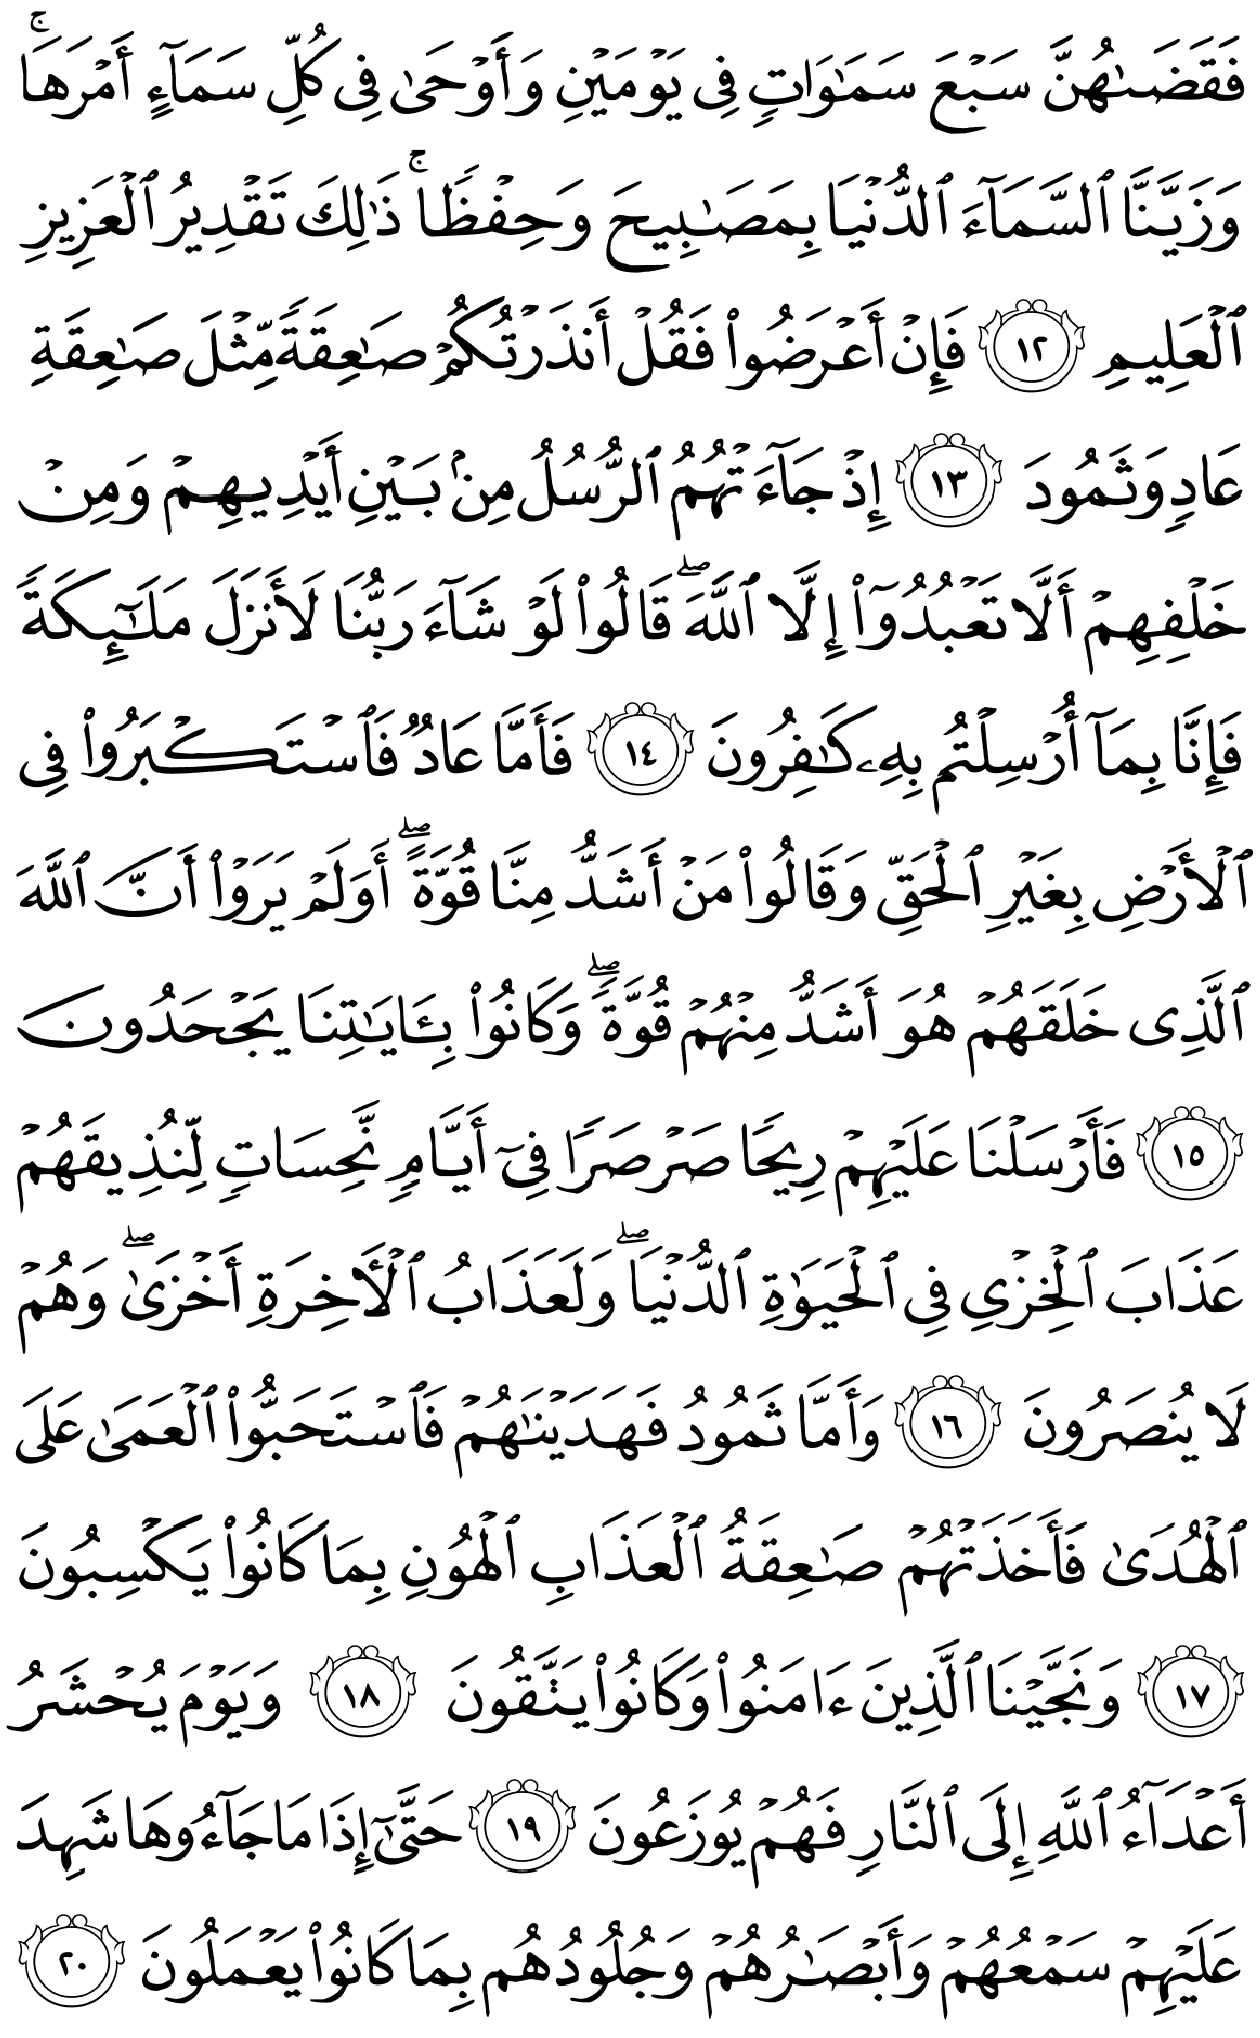 فَقَضَىٰهُنَّ سَبْعَ سَمَٰوَاتٍ فِى يَوْمَيْنِ وَأَوْحَىٰ فِى كُلِّ سَمَآءٍ أَمْرَهَا ۚ
وَزَيَّنَّا ٱلسَّمَآءَ ٱلدُّنْيَا بِمَصَٰبِيحَ وَحِفْظًا ۚ ذَٰلِكَ تَقْدِيرُ ٱلْعَزِيزِ
ٱلْعَلِيمِ ١٢ فَإِنْ أَعْرَضُوا۟ فَقُلْ أَنذَرْتُكُمْ صَٰعِقَةً مِّثْلَ صَٰعِقَةِ
عَادٍ وَثَمُودَ ١٣ إِذْ جَآءَتْهُمُ ٱلرُّسُلُ مِنۢ بَيْنِ أَيْدِيهِمْ وَمِنْ
خَلْفِهِمْ أَلَّا تَعْبُدُوٓا۟ إِلَّا ٱللَّهَ ۖ قَالُوا۟ لَوْ شَآءَ رَبُّنَا لَأَنزَلَ مَلَٰٓئِكَةً
فَإِنَّا بِمَآ أُرْسِلْتُم بِهِۦ كَٰفِرُونَ ١٤ فَأَمَّا عَادٌ فَٱسْتَكْبَرُوا۟ فِى
ٱلْأَرْضِ بِغَيْرِ ٱلْحَقِّ وَقَالُوا۟ مَنْ أَشَدُّ مِنَّا قُوَّةً ۖ أَوَلَمْ يَرَوْا۟ أَنَّ ٱللَّهَ
ٱلَّذِى خَلَقَهُمْ هُوَ أَشَدُّ مِنْهُمْ قُوَّةً ۖ وَكَانُوا۟ بِـَٔايَٰتِنَا يَجْحَدُونَ
١٥ فَأَرْسَلْنَا عَلَيْهِمْ رِيحًا صَرْصَرًا فِىٓ أَيَّامٍ نَّحِسَاتٍ لِّنُذِيقَهُمْ
عَذَابَ ٱلْخِزْىِ فِى ٱلْحَيَوٰةِ ٱلدُّنْيَا ۖ وَلَعَذَابُ ٱلْأَخِرَةِ أَخْزَىٰ ۖ وَهُمْ
لَا يُنصَرُونَ ١٦ وَأَمَّا ثَمُودُ فَهَدَيْنَٰهُمْ فَٱسْتَحَبُّوا۟ ٱلْعَمَىٰ عَلَى
ٱلْهُدَىٰ فَأَخَذَتْهُمْ صَٰعِقَةُ ٱلْعَذَابِ ٱلْهُونِ بِمَا كَانُوا۟ يَكْسِبُونَ
١٧ وَنَجَّيْنَا ٱلَّذِينَ ءَامَنُوا۟ وَكَانُوا۟ يَتَّقُونَ ١٨ وَيَوْمَ يُحْشَرُ
أَعْدَآءُ ٱللَّهِ إِلَى ٱلنَّارِ فَهُمْ يُوزَعُونَ ١٩ حَتَّىٰٓ إِذَا مَا جَآءُوهَا شَهِدَ
عَلَيْهِمْ سَمْعُهُمْ وَأَبْصَٰرُهُمْ وَجُلُودُهُم بِمَا كَانُوا۟ يَعْمَلُونَ ٢٠